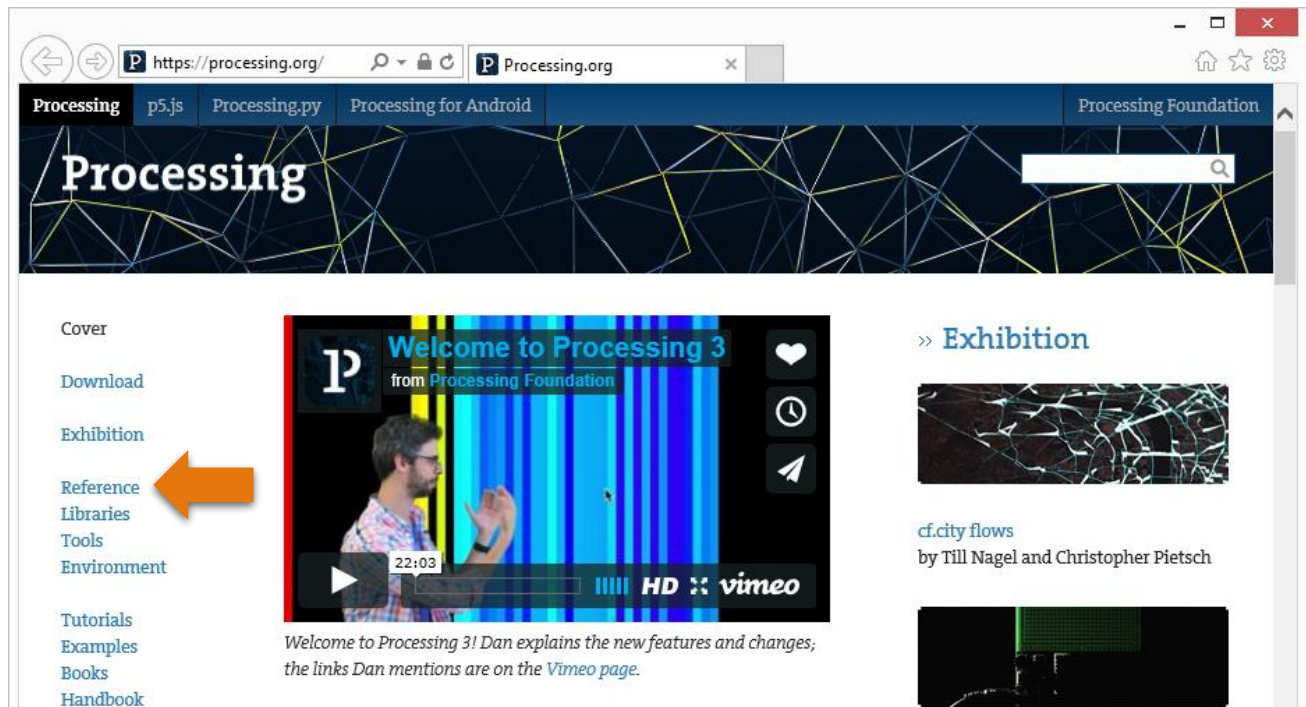 https://processing.org/
P Processing.org
Processing p5.js Processing.py Processing for Android Processing Foundation
Processing
Cover
Download
Exhibition
Reference
Libraries
Tools
Environment
Tutorials
Examples
Books
Handbook
P
Welcome to Processing 3
from Processing Foundation
22:03
HD vimeo
Welcome to Processing 3! Dan explains the new features and changes;
the links Dan mentions are on the Vimeo page.
» Exhibition
cf.city flows
by Till Nagel and Christopher Pietsch